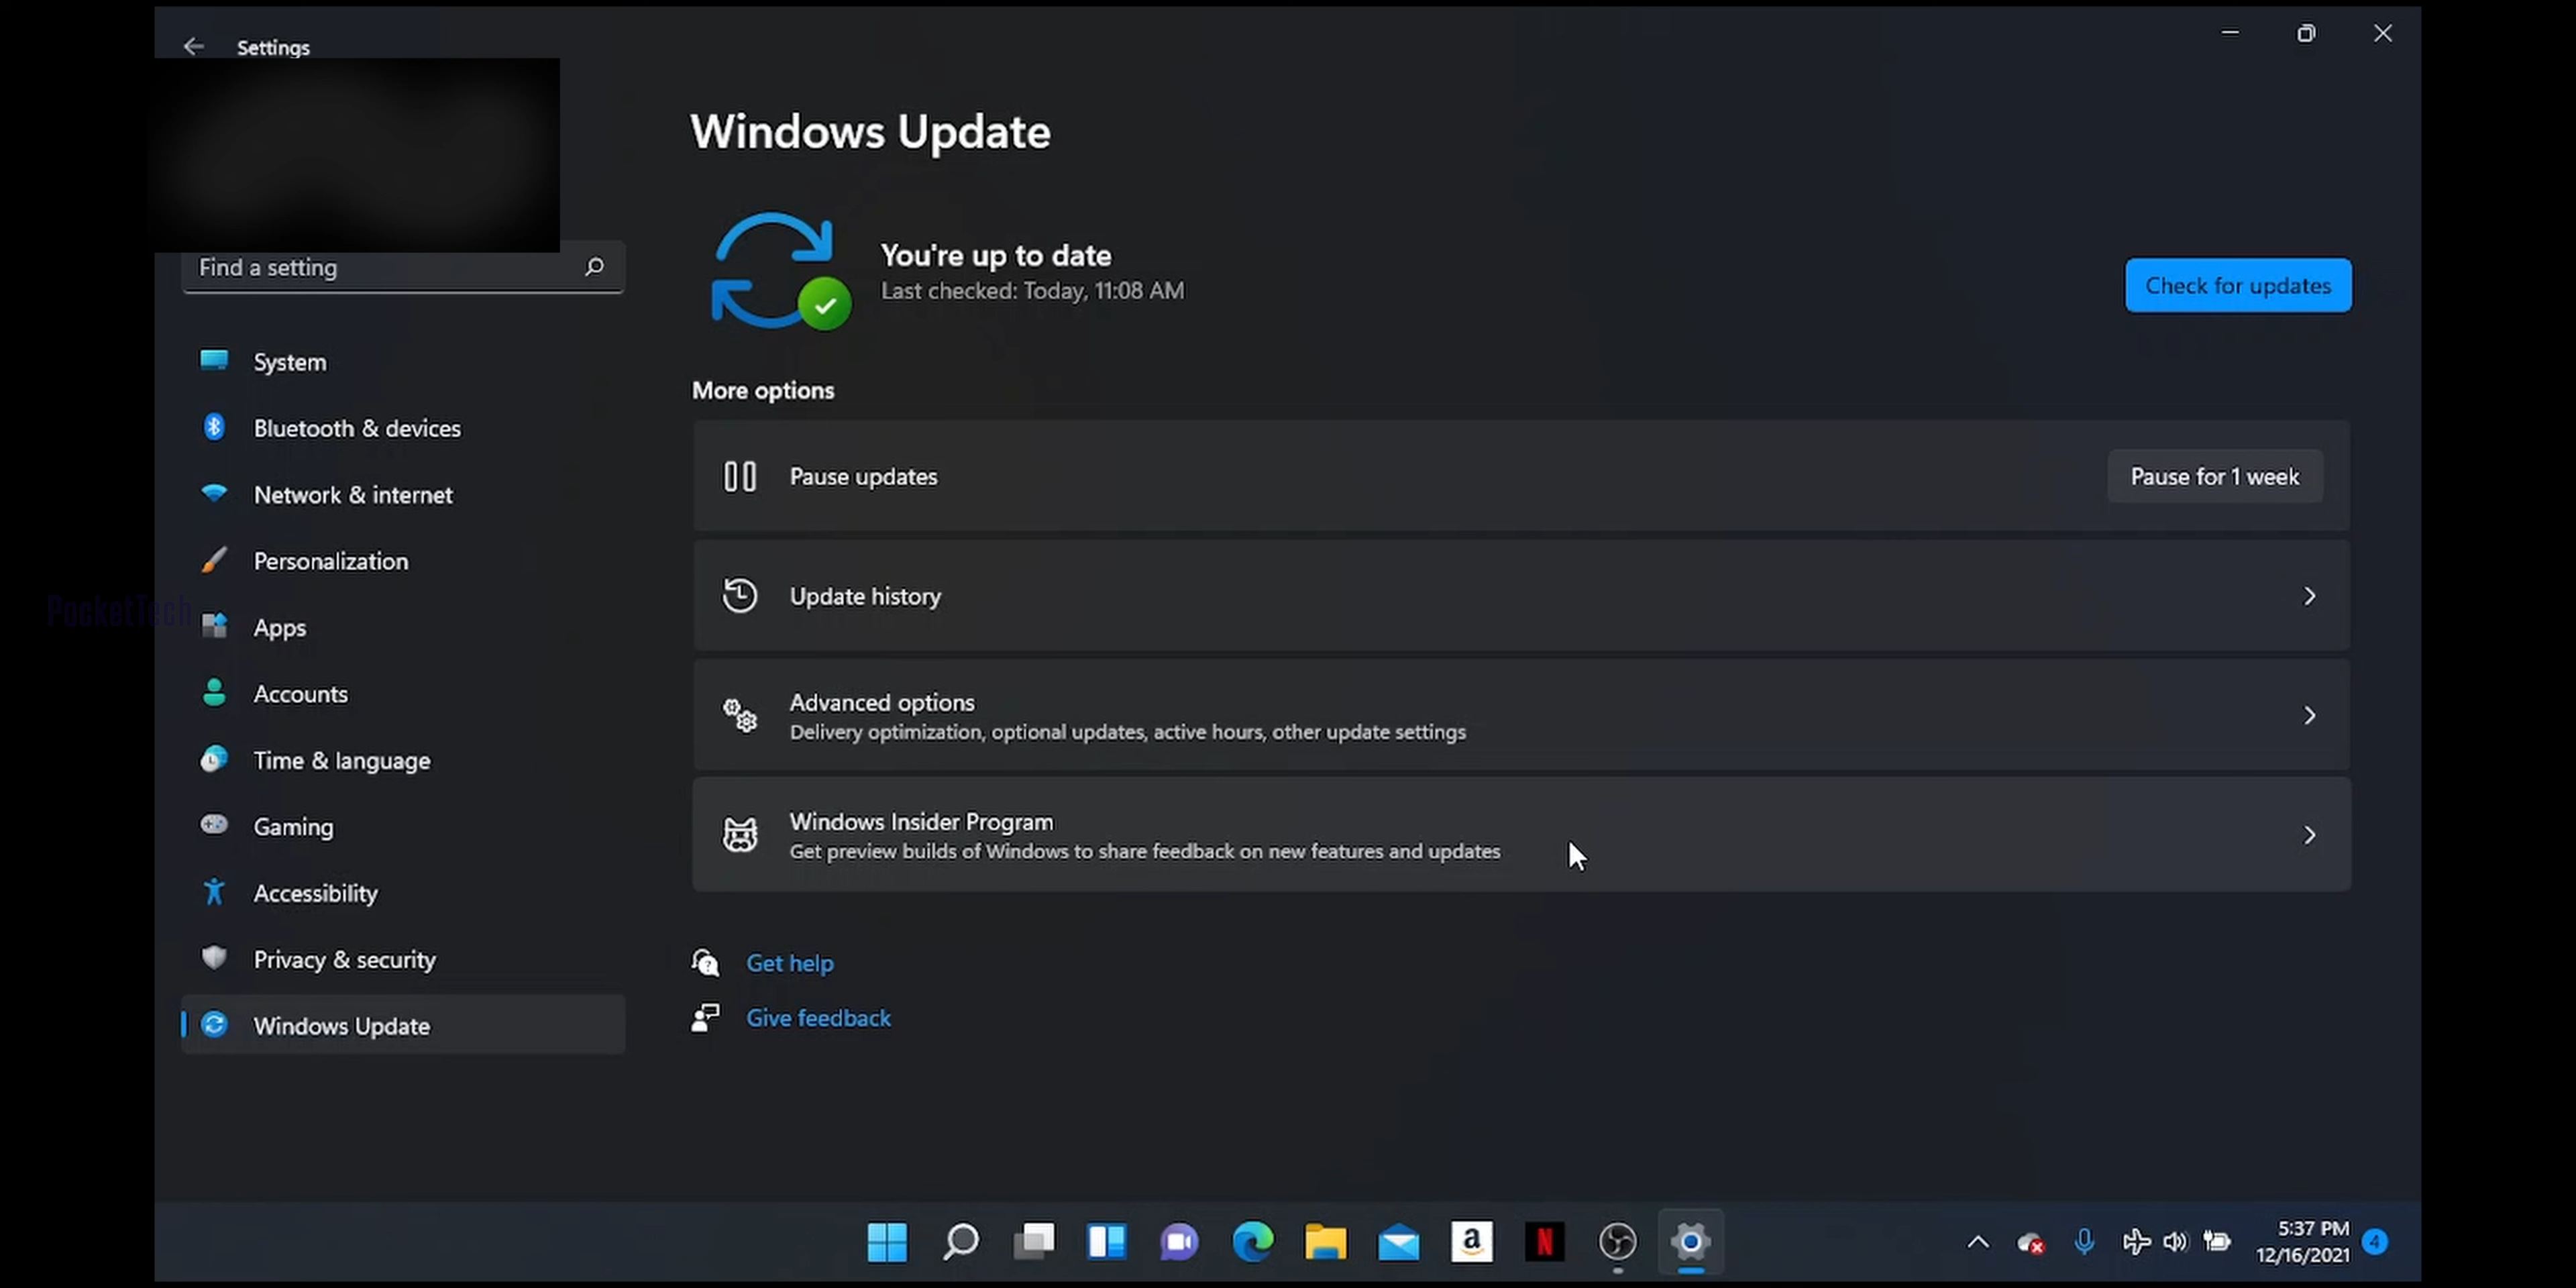 Settings
Find a setting
System
Bluetooth & devices
Network & internet
Personalization
PocketTech
Apps
Accounts
Time & language
Gaming
Accessibility
Privacy & security
Windows Update
Windows Update
You're up to date
Last checked: Today, 11:08 AM
Check for updates
More options
Pause updates
Pause for 1 week
Update history
Advanced options
Delivery optimization, optional updates, active hours, other update settings
Windows Insider Program
Get preview builds of Windows to share feedback on new features and updates
Get help
Give feedback
a
N
5:37 PM
12/16/2021
4